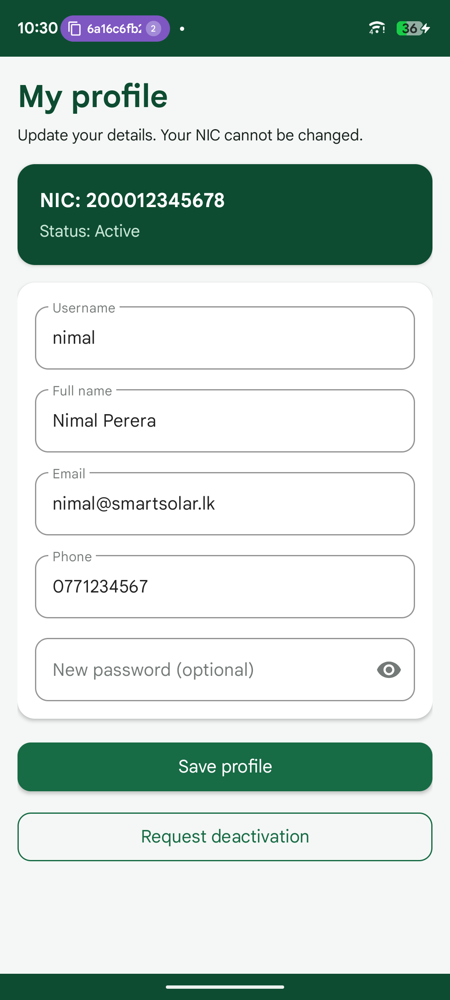 10:30 6a16c6fb 2 4 36
My profile
Update your details. Your NIC cannot be changed.
NIC: 200012345678
Status: Active
Username
nimal
Full name
Nimal Perera
Email
nimal@smartsolar.lk
Phone
0771234567
New password (optional)
Save profile
Request deactivation